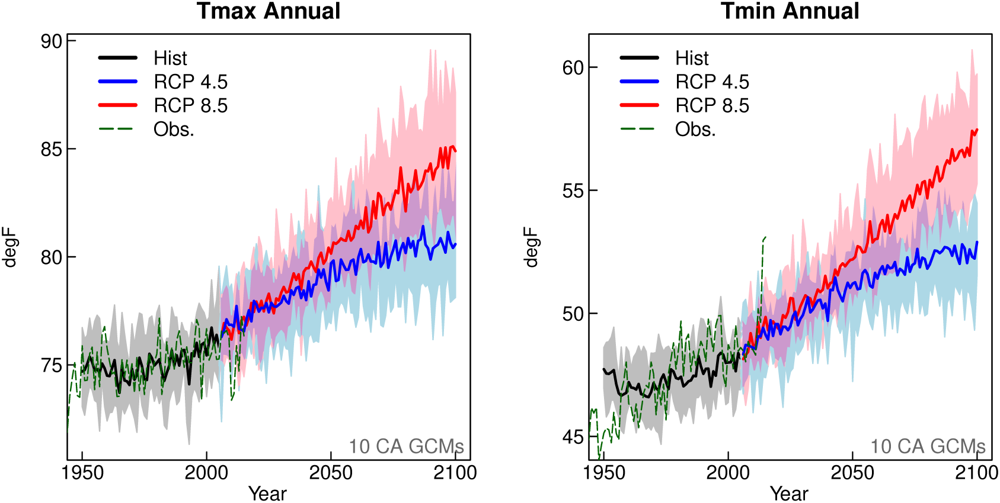 Tmax Annual
90
85
80
75
degF
Hist
RCP 4.5
RCP 8.5
Obs.
10 CA GCMs
1950 2000 2050 2100
Year
Tmin Annual
60
55
50
45
degF
Hist
RCP 4.5
RCP 8.5
Obs.
10 CA GCMs
1950 2000 2050 2100
Year